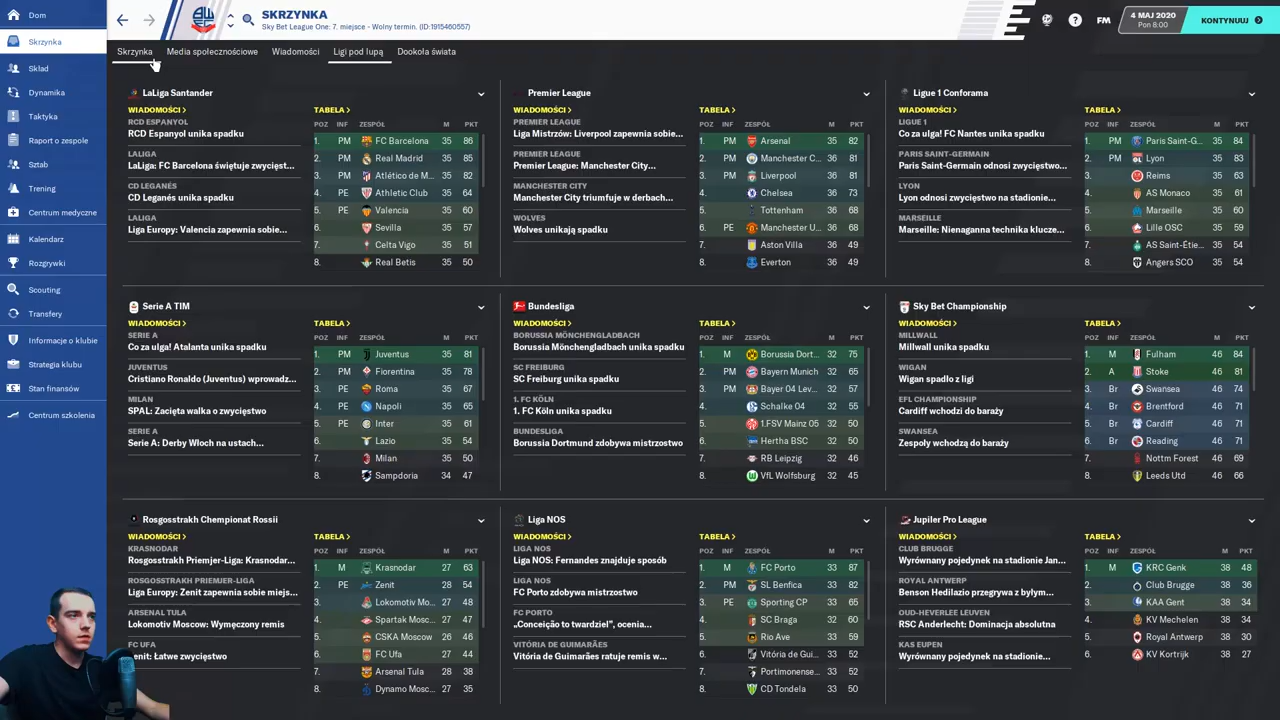 Dom
Skrzynka
Skład
Dynamika
Taktyka
Raport o zespole
Sztab
Trening
Centrum medyczne
Kalendarz
Rozgrywki
Scouting
Transfery
Informacje o klubie
Strategia klubu
Stan finansów
Centrum szkolenia
SKRZYNKA
Sky Bet League One: 7. miejsce - Wolny termin. (ID:1915460557)
FM
4 MAJ 2020
Pon 8:00
KONTYNUUJ
Skrzynka Media społecznościowe Wiadomości Ligi pod lupą Dookoła świata
LaLiga Santander
WIADOMOŚCI >
RCD ESPANYOL
RCD Espanyol unika spadku
LALIGA
LaLiga: FC Barcelona świętuje zwycięst...
CD LEGANÉS
CD Leganés unika spadku
LALIGA
Liga Europy: Valencia zapewnia sobie...
TABELA >
POZ INF ZESPÓŁ M PKT
1. PM FC Barcelona 35 86
2. PM Real Madrid 35 85
3. PM Atlético de M... 35 82
4. PE Athletic Club 35 64
5. PE Valencia 35 60
6. Sevilla 35 57
7. Celta Vigo 35 51
8. Real Betis 35 50
Premier League
WIADOMOŚCI >
PREMIER LEAGUE
Liga Mistrzów: Liverpool zapewnia sobie...
PREMIER LEAGUE
Premier League: Manchester City...
MANCHESTER CITY
Manchester City triumfuje w derbach...
WOLVES
Wolves unikają spadku
TABELA >
POZ INF ZESPÓŁ M PKT
1. PM Arsenal 35 82
2. PM Manchester C... 36 81
3. PM Liverpool 36 81
4. Chelsea 36 73
5. Tottenham 36 68
6. PE Manchester U... 36 68
7. Aston Villa 36 49
8. Everton 36 49
Ligue 1 Conforama
WIADOMOŚCI >
LIGUE 1
Co za ulga! FC Nantes unika spadku
PARIS SAINT-GERMAIN
Paris Saint-Germain odnosi zwycięstwo...
LYON
Lyon odnosi zwycięstwo na stadionie...
MARSEILLE
Marseille: Nienaganna technika klucze...
TABELA >
POZ INF ZESPÓŁ M PKT
1. PM Paris Saint-G... 35 84
2. PM Lyon 35 83
3. Reims 35 63
4. AS Monaco 35 61
5. Marseille 35 60
6. Lille OSC 35 59
7. AS Saint-Étie... 35 54
8. Angers SCO 35 54
Serie A TIM
WIADOMOŚCI >
SERIE A
Co za ulga! Atalanta unika spadku
JUVENTUS
Cristiano Ronaldo (Juventus) wprowadz...
MILAN
SPAL: Zacięta walka o zwycięstwo
SERIE A
Serie A: Derby Włoch na ustach...
TABELA >
POZ INF ZESPÓŁ M PKT
1. PM Juventus 35 81
2. PM Fiorentina 35 78
3. PE Roma 35 67
4. PE Napoli 35 65
5. PE Inter 35 61
6. Lazio 35 54
7. Milan 35 50
8. Sampdoria 34 47
Bundesliga
WIADOMOŚCI >
BORUSSIA MÖNCHENGLADBACH
Borussia Mönchengladbach unika spadku
SC FREIBURG
SC Freiburg unika spadku
1. FC KÖLN
1. FC Köln unika spadku
BUNDESLIGA
Borussia Dortmund zdobywa mistrzostwo
TABELA >
POZ INF ZESPÓŁ M PKT
1. M Borussia Dort... 32 75
2. PM Bayern Munich 32 65
3. PM Bayer 04 Lev... 32 57
4. Schalke 04 32 55
5. 1.FSV Mainz 05 32 50
6. Hertha BSC 32 50
7. RB Leipzig 32 46
8. VfL Wolfsburg 32 45
Sky Bet Championship
WIADOMOŚCI >
MILLWALL
Millwall unika spadku
WIGAN
Wigan spadło z ligi
EFL CHAMPIONSHIP
Cardiff wchodzi do baraży
SWANSEA
Zespoły wchodzą do baraży
TABELA >
POZ INF ZESPÓŁ M PKT
1. M Fulham 46 84
2. A Stoke 46 81
3. Br Swansea 46 74
4. Br Brentford 46 71
5. Br Cardiff 46 71
6. Br Reading 46 71
7. Nottm Forest 46 69
8. Leeds Utd 46 66
Rosgosstrakh Chempionat Rossii
WIADOMOŚCI >
KRASNODAR
Rosgosstrakh Priemjer-Liga: Krasnodar...
ROSGOSSTRAKH PRIEMJER-LIGA
Liga Europy: Zenit zapewnia sobie miejs...
ARSENAL TULA
Lokomotiv Moscow: Wymęczony remis
FC UFA
Zenit: Łatwe zwycięstwo
TABELA >
POZ INF ZESPÓŁ M PKT
1. M Krasnodar 27 63
2. PE Zenit 28 54
3. Lokomotiv Mo... 27 48
4. Spartak Mosc... 27 47
5. CSKA Moscow 26 46
6. FC Ufa 27 44
7. Arsenal Tula 28 38
8. Dynamo Mosc... 27 35
Liga NOS
WIADOMOŚCI >
LIGA NOS
Liga NOS: Fernandes znajduje sposób
LIGA NOS
FC Porto zdobywa mistrzostwo
FC PORTO
„Conceição to twardziel”, ocenia...
VITÓRIA DE GUIMARÃES
Vitória de Guimarães ratuje remis w...
TABELA >
POZ INF ZESPÓŁ M PKT
1. M FC Porto 33 87
2. PM SL Benfica 33 82
3. PE Sporting CP 33 65
4. SC Braga 32 60
5. Rio Ave 33 59
6. Vitória de Gui... 33 52
7. Portimonense... 33 52
8. CD Tondela 33 50
Jupiler Pro League
WIADOMOŚCI >
CLUB BRUGGE
Wyrównany pojedynek na stadionie Jan...
ROYAL ANTWERP
Benson Hedilazio przegrywa z byłym...
OUD-HEVERLEE LEUVEN
RSC Anderlecht: Dominacja absolutna
KAS EUPEN
Wyrównany pojedynek na stadionie...
TABELA >
POZ INF ZESPÓŁ M PKT
1. M KRC Genk 38 48
2. Club Brugge 38 36
3. KAA Gent 38 34
4. KV Mechelen 38 34
5. Royal Antwerp 38 30
6. KV Kortrijk 38 27